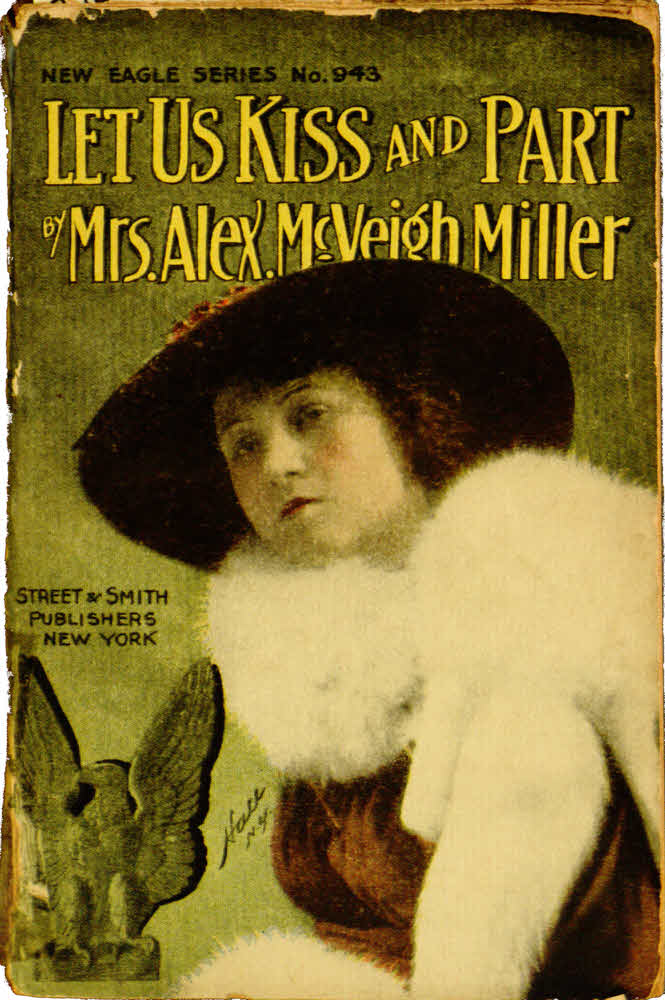 NEW EAGLE SERIES No. 943
LET US KISS AND PART
BY Mrs. Alex. McVeigh Miller
STREET & SMITH
PUBLISHERS
NEW YORK
Hall
N.Y.